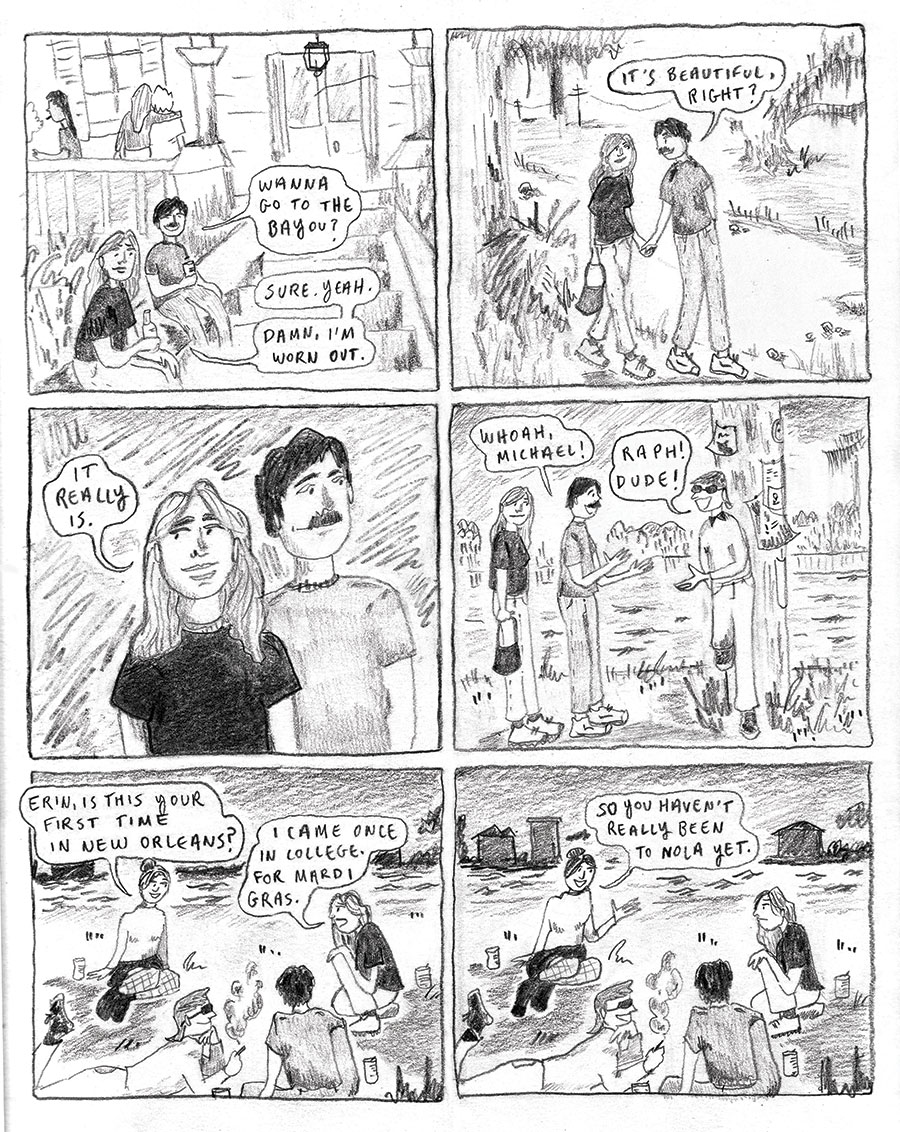 WANNA
GO TO THE
BAYOU?
SURE. YEAH.
DAMN, I'M
WORN OUT.
IT'S BEAUTIFUL,
RIGHT?
IT
REALLY
IS.
WHOAH,
MICHAEL!
RAPH!
DUDE!
ERIN, IS THIS YOUR
FIRST TIME
IN NEW ORLEANS?
I CAME ONCE
IN COLLEGE.
FOR MARDI
GRAS.
SO YOU HAVEN'T
REALLY BEEN
TO NOLA YET.